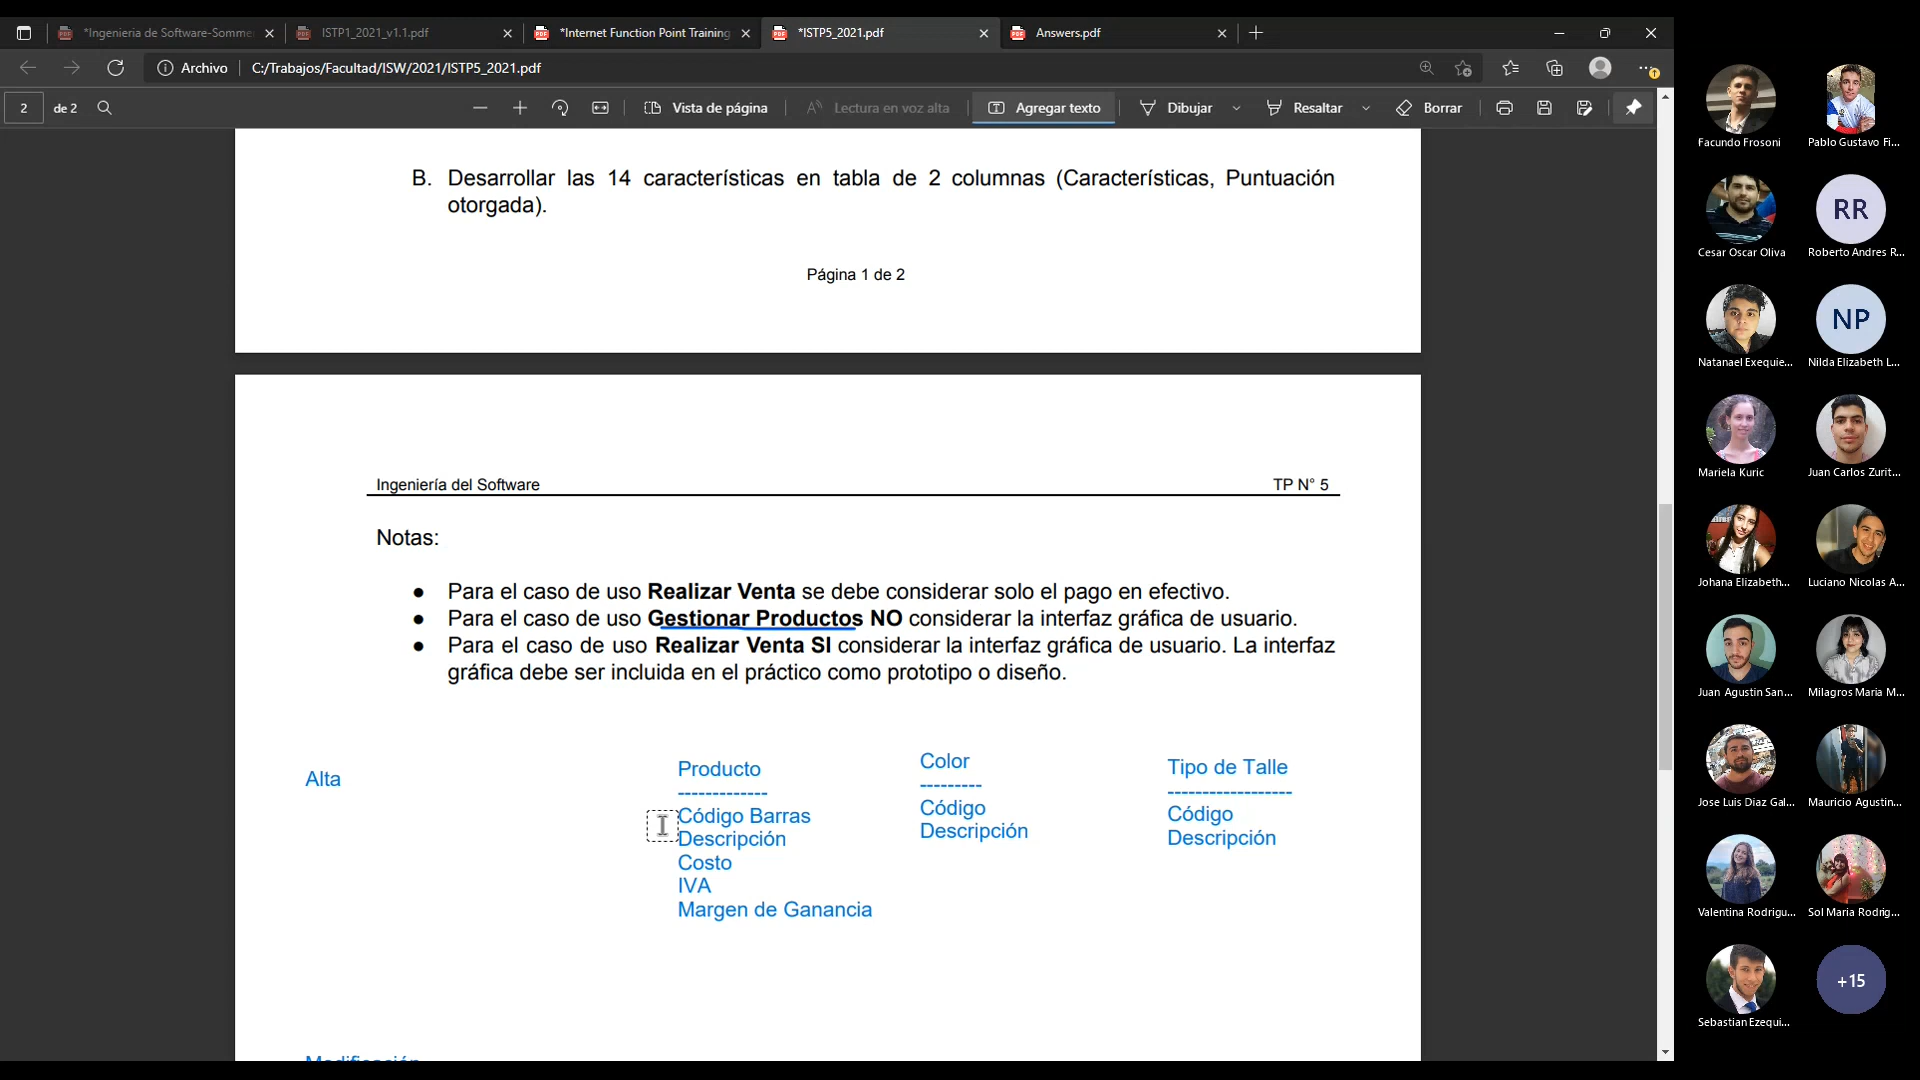 *Ingenieria de Software-Somme
ISTP1_2021_v1.1.pdf
*Internet Function Point Training
*ISTP5_2021.pdf
Answers.pdf
Archivo
C:/Trabajos/Facultad/ISW/2021/ISTP5_2021.pdf
2
de 2
Vista de página
Lectura en voz alta
Agregar texto
Dibujar
Resaltar
Borrar
B. Desarrollar las 14 características en tabla de 2 columnas (Características, Puntuación
otorgada).
Página 1 de 2
Ingeniería del Software
TP N° 5
Notas:
● Para el caso de uso Realizar Venta se debe considerar solo el pago en efectivo.
● Para el caso de uso Gestionar Productos NO considerar la interfaz gráfica de usuario.
● Para el caso de uso Realizar Venta SI considerar la interfaz gráfica de usuario. La interfaz
gráfica debe ser incluida en el práctico como prototipo o diseño.
Alta
Producto
-------------
Código Barras
Descripción
Costo
IVA
Margen de Ganancia
Color
---------
Código
Descripción
Tipo de Talle
------------------
Código
Descripción
Modificación
Facundo Frosoni
Pablo Gustavo Fi...
Cesar Oscar Oliva
RR
Roberto Andres R...
Natanael Exequie...
NP
Nilda Elizabeth L...
Mariela Kuric
Juan Carlos Zurit...
Johana Elizabeth...
Luciano Nicolas A...
Juan Agustin San...
Milagros Maria M...
Jose Luis Diaz Gal...
Mauricio Agustin...
Valentina Rodrigu...
Sol Maria Rodrig...
Sebastian Ezequi...
+15